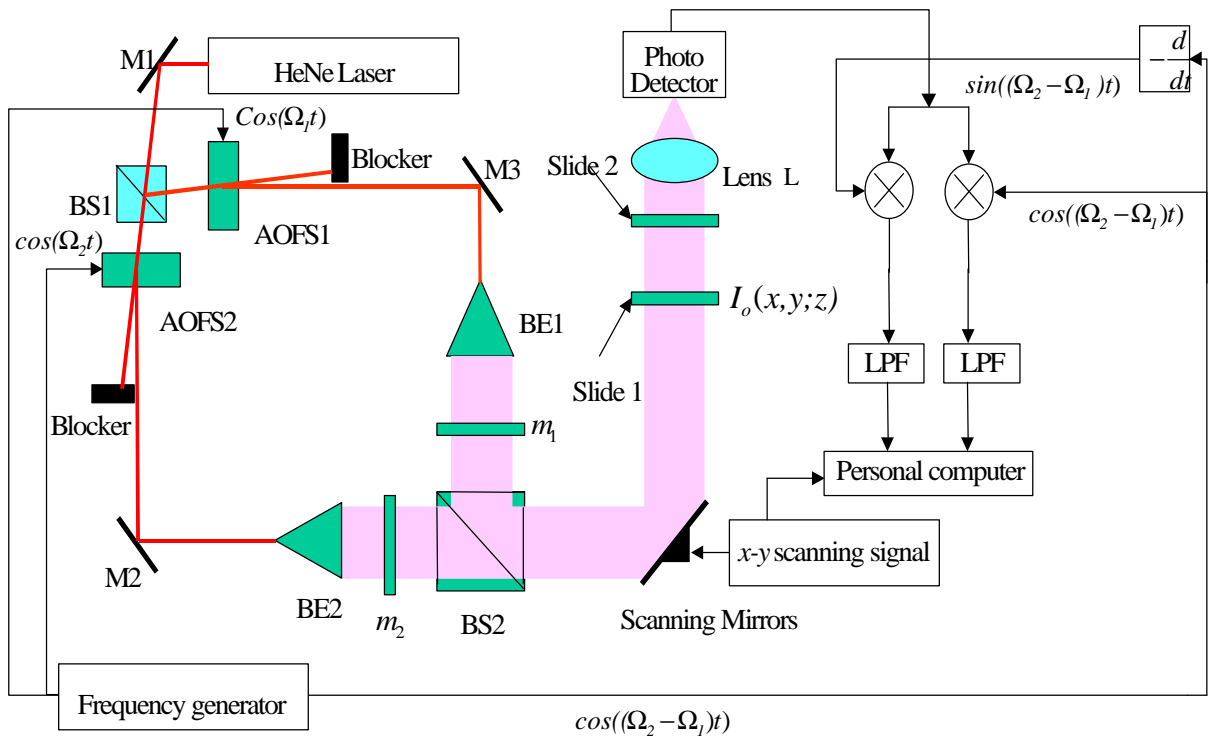 M1
HeNe Laser
Photo
Detector
− d/dt
sin((Ω₂ − Ω₁)t)
Cos(Ω₁t)
Blocker
M3
Slide 2
Lens L
BS1
AOFS1
cos((Ω₂ − Ω₁)t)
cos(Ω₂t)
AOFS2
BE1
Iₒ(x,y;z)
LPF
LPF
Slide 1
Blocker
m₁
Personal computer
x-y scanning signal
M2
BE2
m₂
BS2
Scanning Mirrors
Frequency generator
cos((Ω₂ − Ω₁)t)